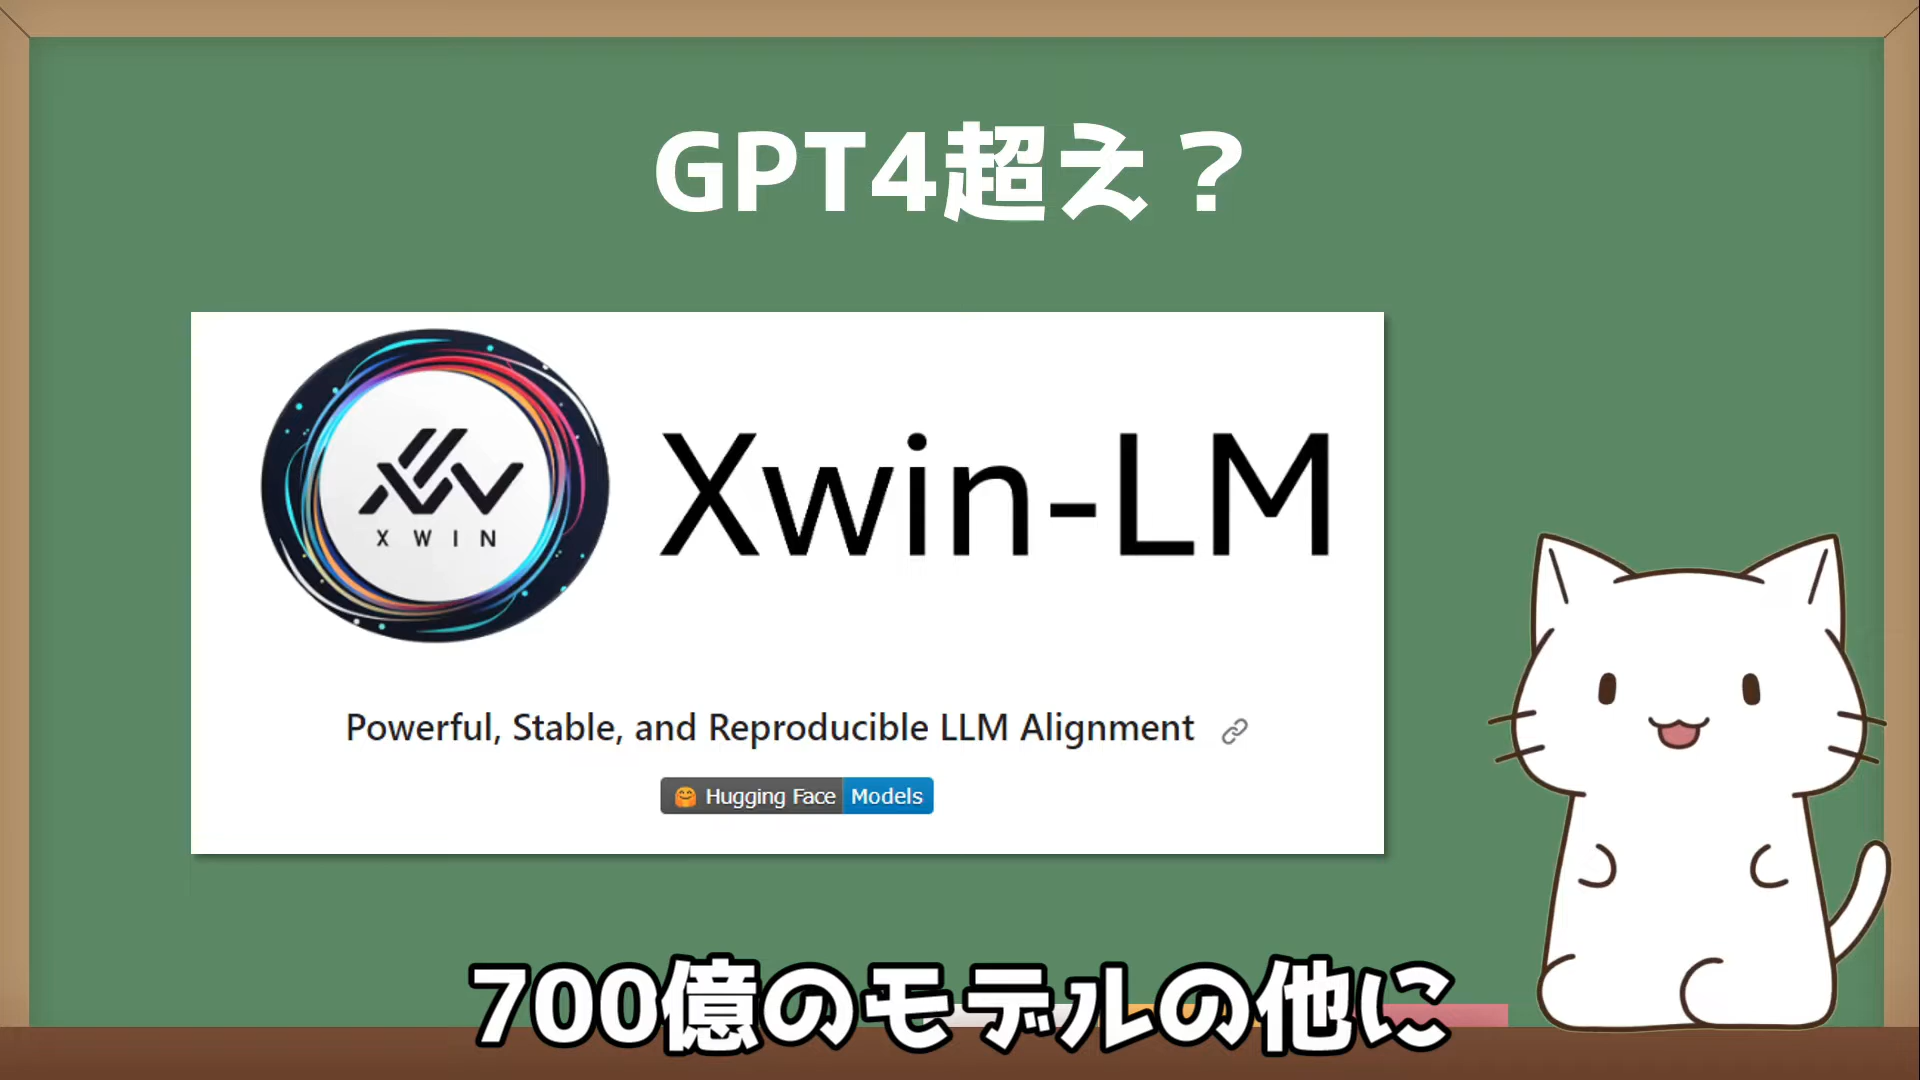 GPT4超え？
XWIN
Xwin-LM
Powerful, Stable, and Reproducible LLM Alignment
🤗 Hugging Face Models
700億のモデルの他に